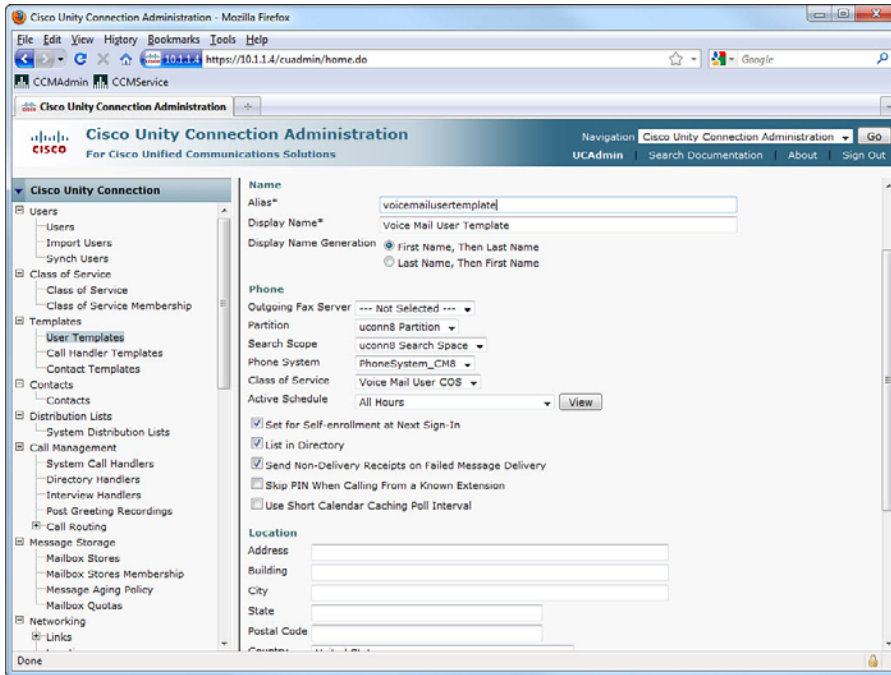 Cisco Unity Connection Administration - Mozilla Firefox
File Edit View History Bookmarks Tools Help
10.1.1.4 https://10.1.1.4/cuadmin/home.do
Google
CCMAdmin CCMService
Cisco Unity Connection Administration
CISCO
Cisco Unity Connection Administration
For Cisco Unified Communications Solutions
Navigation Cisco Unity Connection Administration Go
UCAdmin Search Documentation About Sign Out
Cisco Unity Connection
Users
Users
Import Users
Synch Users
Class of Service
Class of Service
Class of Service Membership
Templates
User Templates
Call Handler Templates
Contact Templates
Contacts
Contacts
Distribution Lists
System Distribution Lists
Call Management
System Call Handlers
Directory Handlers
Interview Handlers
Post Greeting Recordings
Call Routing
Message Storage
Mailbox Stores
Mailbox Stores Membership
Message Aging Policy
Mailbox Quotas
Networking
Links
Name
Alias* voicemailusertemplate
Display Name* Voice Mail User Template
Display Name Generation First Name, Then Last Name
Last Name, Then First Name
Phone
Outgoing Fax Server --- Not Selected ---
Partition uconn8 Partition
Search Scope uconn8 Search Space
Phone System PhoneSystem_CM8
Class of Service Voice Mail User COS
Active Schedule All Hours View
Set for Self-enrollment at Next Sign-In
List in Directory
Send Non-Delivery Receipts on Failed Message Delivery
Skip PIN When Calling From a Known Extension
Use Short Calendar Caching Poll Interval
Location
Address
Building
City
State
Postal Code
Done